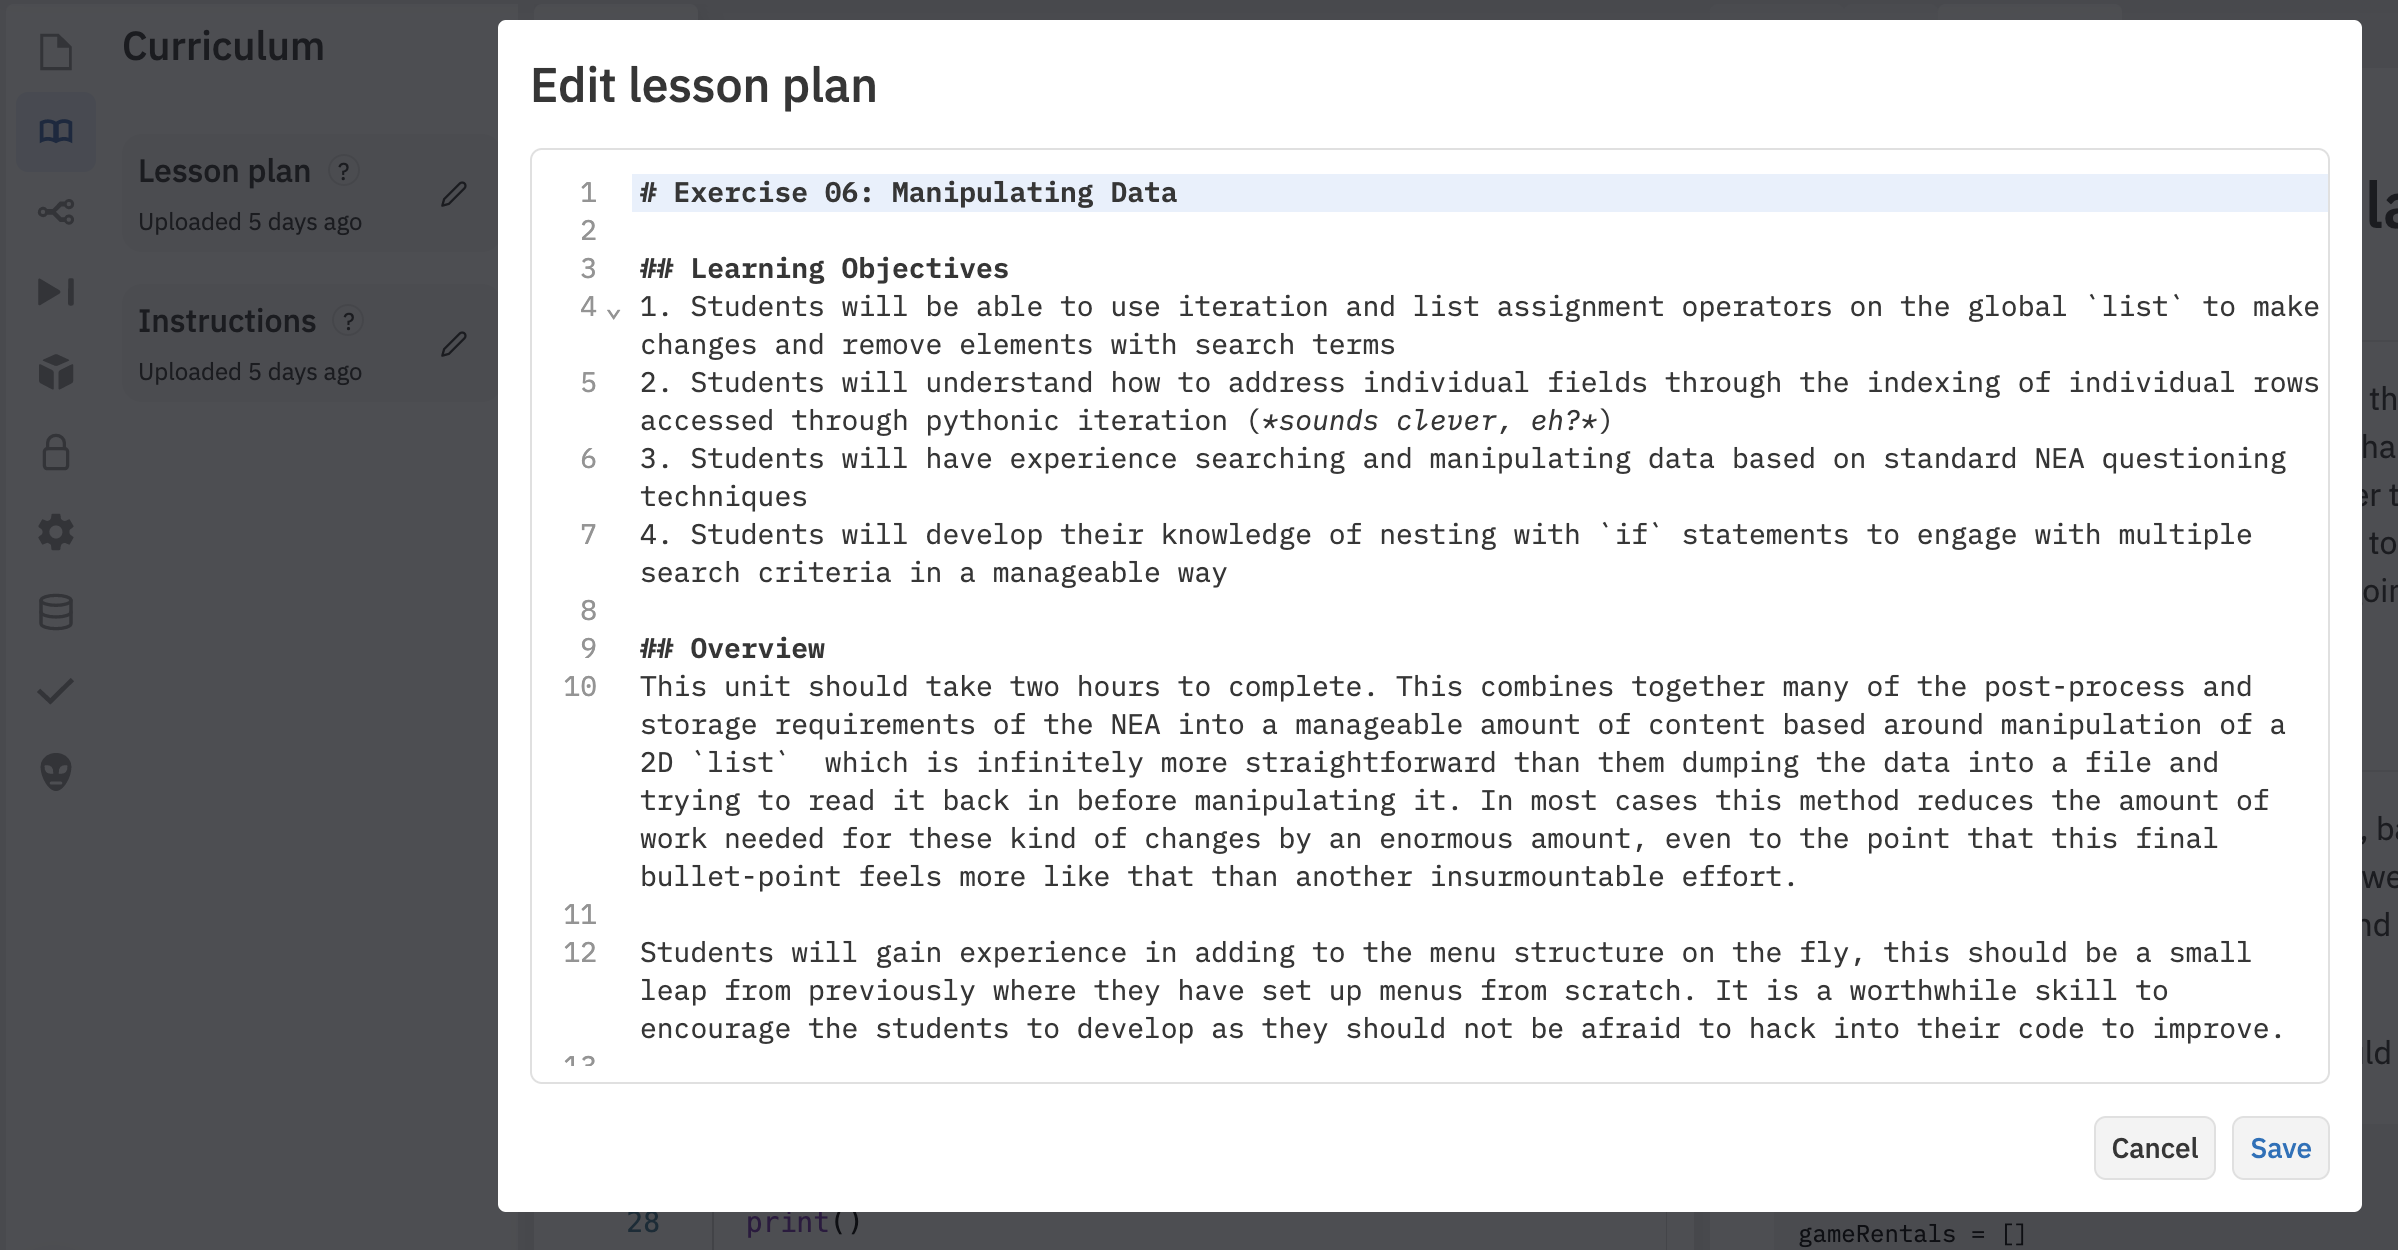 Curriculum
Lesson plan ?
Uploaded 5 days ago
Instructions ?
Uploaded 5 days ago
Edit lesson plan
1 # Exercise 06: Manipulating Data
2
3 ## Learning Objectives
4 1. Students will be able to use iteration and list assignment operators on the global `list` to make
changes and remove elements with search terms
5 2. Students will understand how to address individual fields through the indexing of individual rows
accessed through pythonic iteration (*sounds clever, eh?*)
6 3. Students will have experience searching and manipulating data based on standard NEA questioning
techniques
7 4. Students will develop their knowledge of nesting with `if` statements to engage with multiple
search criteria in a manageable way
8
9 ## Overview
10 This unit should take two hours to complete. This combines together many of the post-process and
storage requirements of the NEA into a manageable amount of content based around manipulation of a
2D `list`  which is infinitely more straightforward than them dumping the data into a file and
trying to read it back in before manipulating it. In most cases this method reduces the amount of
work needed for these kind of changes by an enormous amount, even to the point that this final
bullet-point feels more like that than another insurmountable effort.
11
12 Students will gain experience in adding to the menu structure on the fly, this should be a small
leap from previously where they have set up menus from scratch. It is a worthwhile skill to
encourage the students to develop as they should not be afraid to hack into their code to improve.
13
Cancel Save
28 print()
gameRentals = []